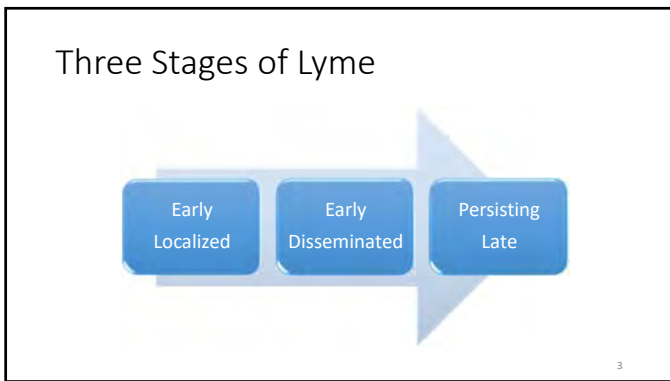 Three Stages of Lyme
Early
Localized
Early
Disseminated
Persisting
Late
3